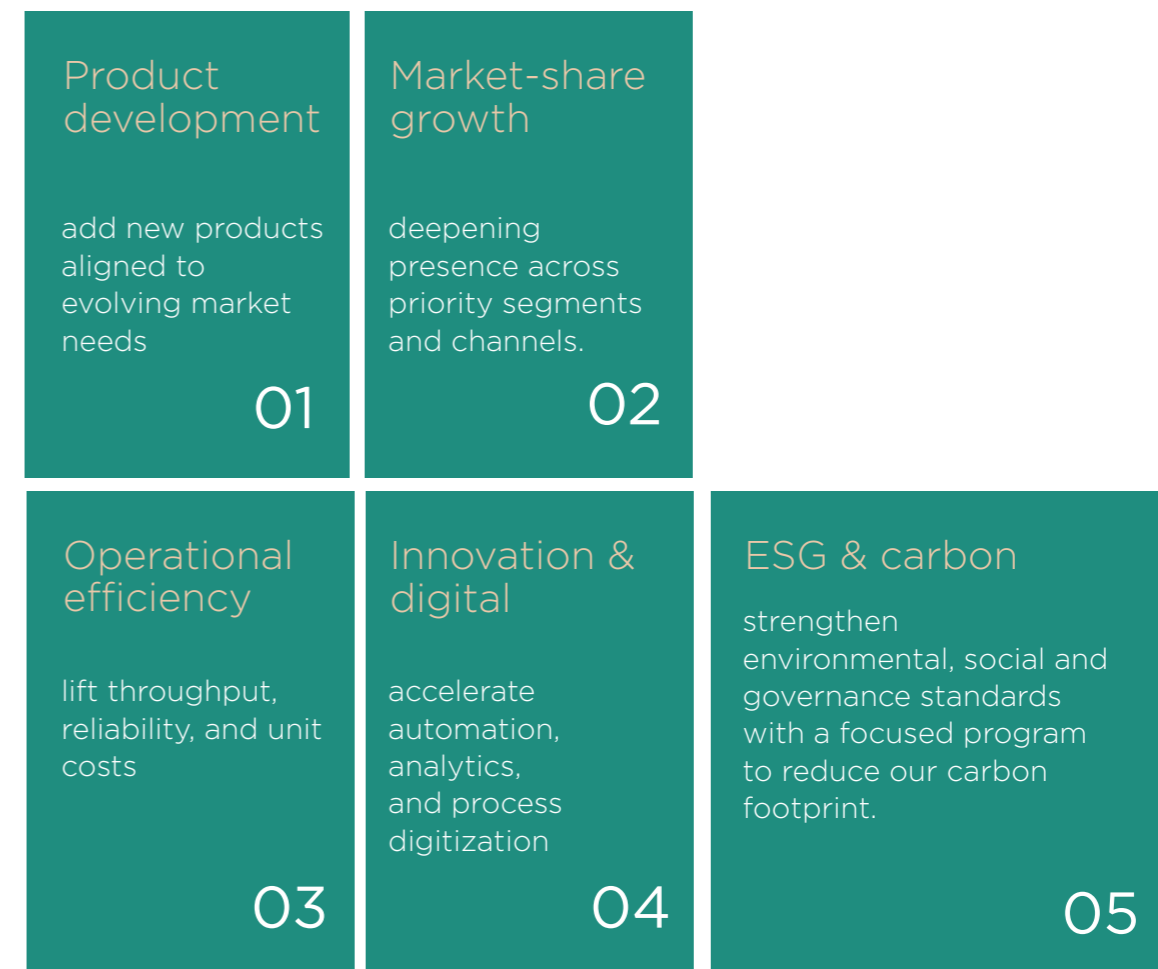 Product
development
add new products
aligned to
evolving market
needs
01
Market-share
growth
deepening
presence across
priority segments
and channels.
02
Operational
efficiency
lift throughput,
reliability, and unit
costs
03
Innovation &
digital
accelerate
automation,
analytics,
and process
digitization
04
ESG & carbon
strengthen
environmental, social and
governance standards
with a focused program
to reduce our carbon
footprint.
05